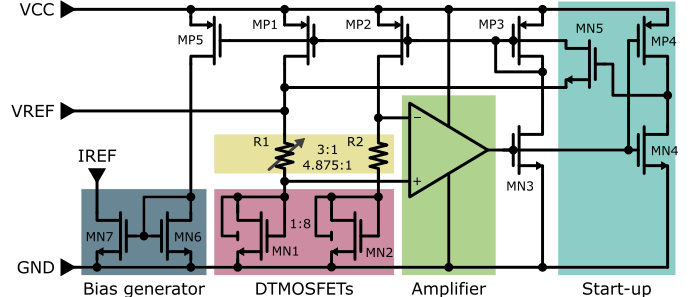 VCC
MP5
MP1
MP2
MP3
MN5
MP4
VREF
R1
3:1
4.875:1
R2
−
+
IREF
MN7
MN6
MN1
1:8
MN2
MN3
MN4
GND
Bias generator
DTMOSFETs
Amplifier
Start-up